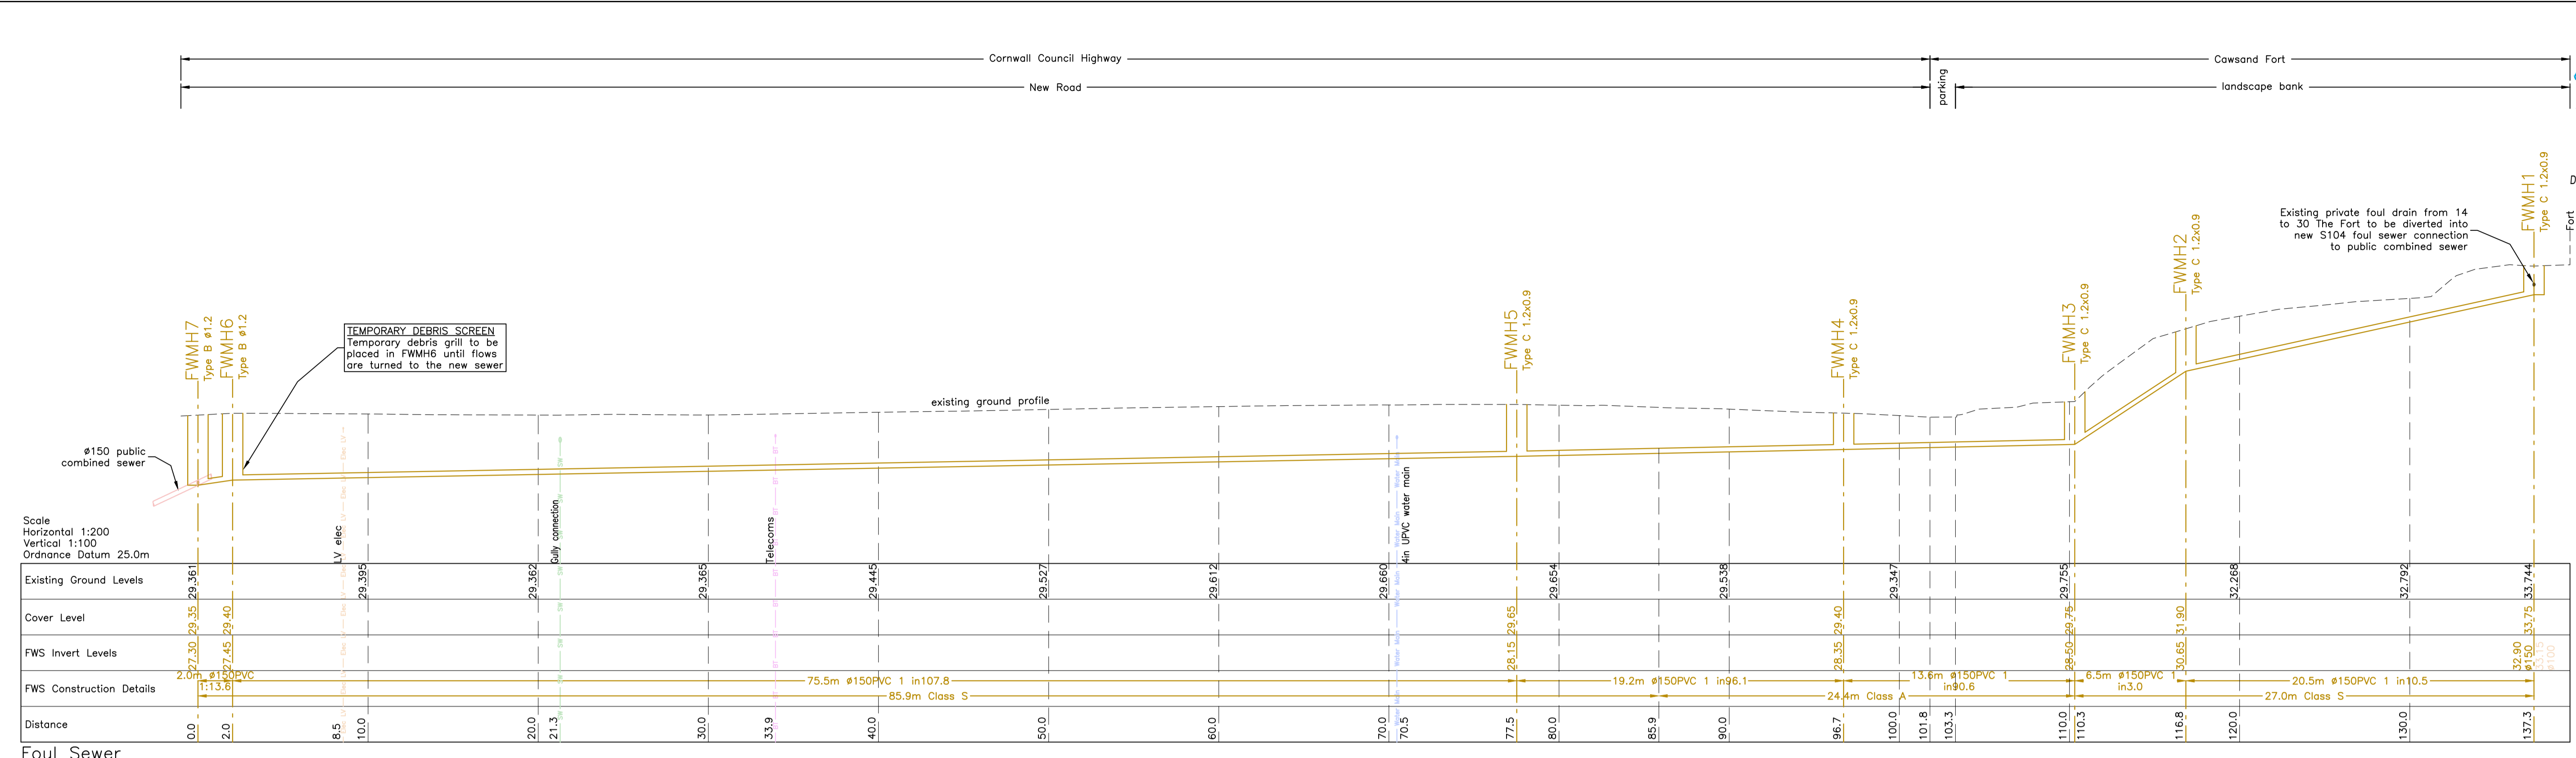 Cornwall Council Highway
Cawsand Fort
New Road
parking
landscape bank
FWMH7
Type B ø1.2
FWMH6
Type B ø1.2
TEMPORARY DEBRIS SCREEN
Temporary debris grill to be
placed in FWMH6 until flows
are turned to the new sewer
existing ground profile
FWMH5
Type C 1.2x0.9
FWMH4
Type C 1.2x0.9
FWMH3
Type C 1.2x0.9
FWMH2
Type C 1.2x0.9
Existing private foul drain from 14
to 30 The Fort to be diverted into
new S104 foul sewer connection
to public combined sewer
FWMH1
Type C 1.2x0.9
D
Fort
ø150 public
combined sewer
Scale
Horizontal 1:200
Vertical 1:100
Ordnance Datum 25.0m
LV elec
Elec LV
Gully connection
SW
Telecoms
BT
Water Main
4in UPVC water main
Existing Ground Levels
29.361
29.395
29.362
29.365
29.445
29.527
29.612
29.660
29.654
29.538
29.347
29.755
32.268
32.792
33.744
Cover Level
29.35
29.40
29.65
29.40
29.75
31.90
33.75
FWS Invert Levels
27.30
27.45
28.15
28.35
28.50
30.65
32.90
ø150
33.15
ø100
FWS Construction Details
2.0m ø150PVC
1:13.6
75.5m ø150PVC 1 in107.8
19.2m ø150PVC 1 in96.1
13.6m ø150PVC 1
in90.6
6.5m ø150PVC 1
in3.0
20.5m ø150PVC 1 in10.5
85.9m Class S
24.4m Class A
27.0m Class S
Distance
0.0
2.0
8.5
10.0
20.0
21.3
30.0
33.9
40.0
50.0
60.0
70.0
70.5
77.5
80.0
85.9
90.0
96.7
100.0
101.8
103.3
110.0
110.3
116.8
120.0
130.0
137.3
Foul Sewer